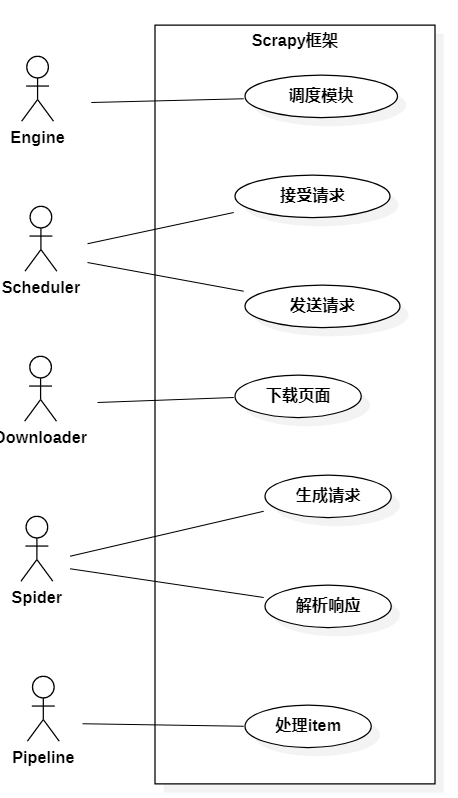 Scrapy框架
Engine
调度模块
Scheduler
接受请求
发送请求
Downloader
下载页面
Spider
生成请求
解析响应
Pipeline
处理item